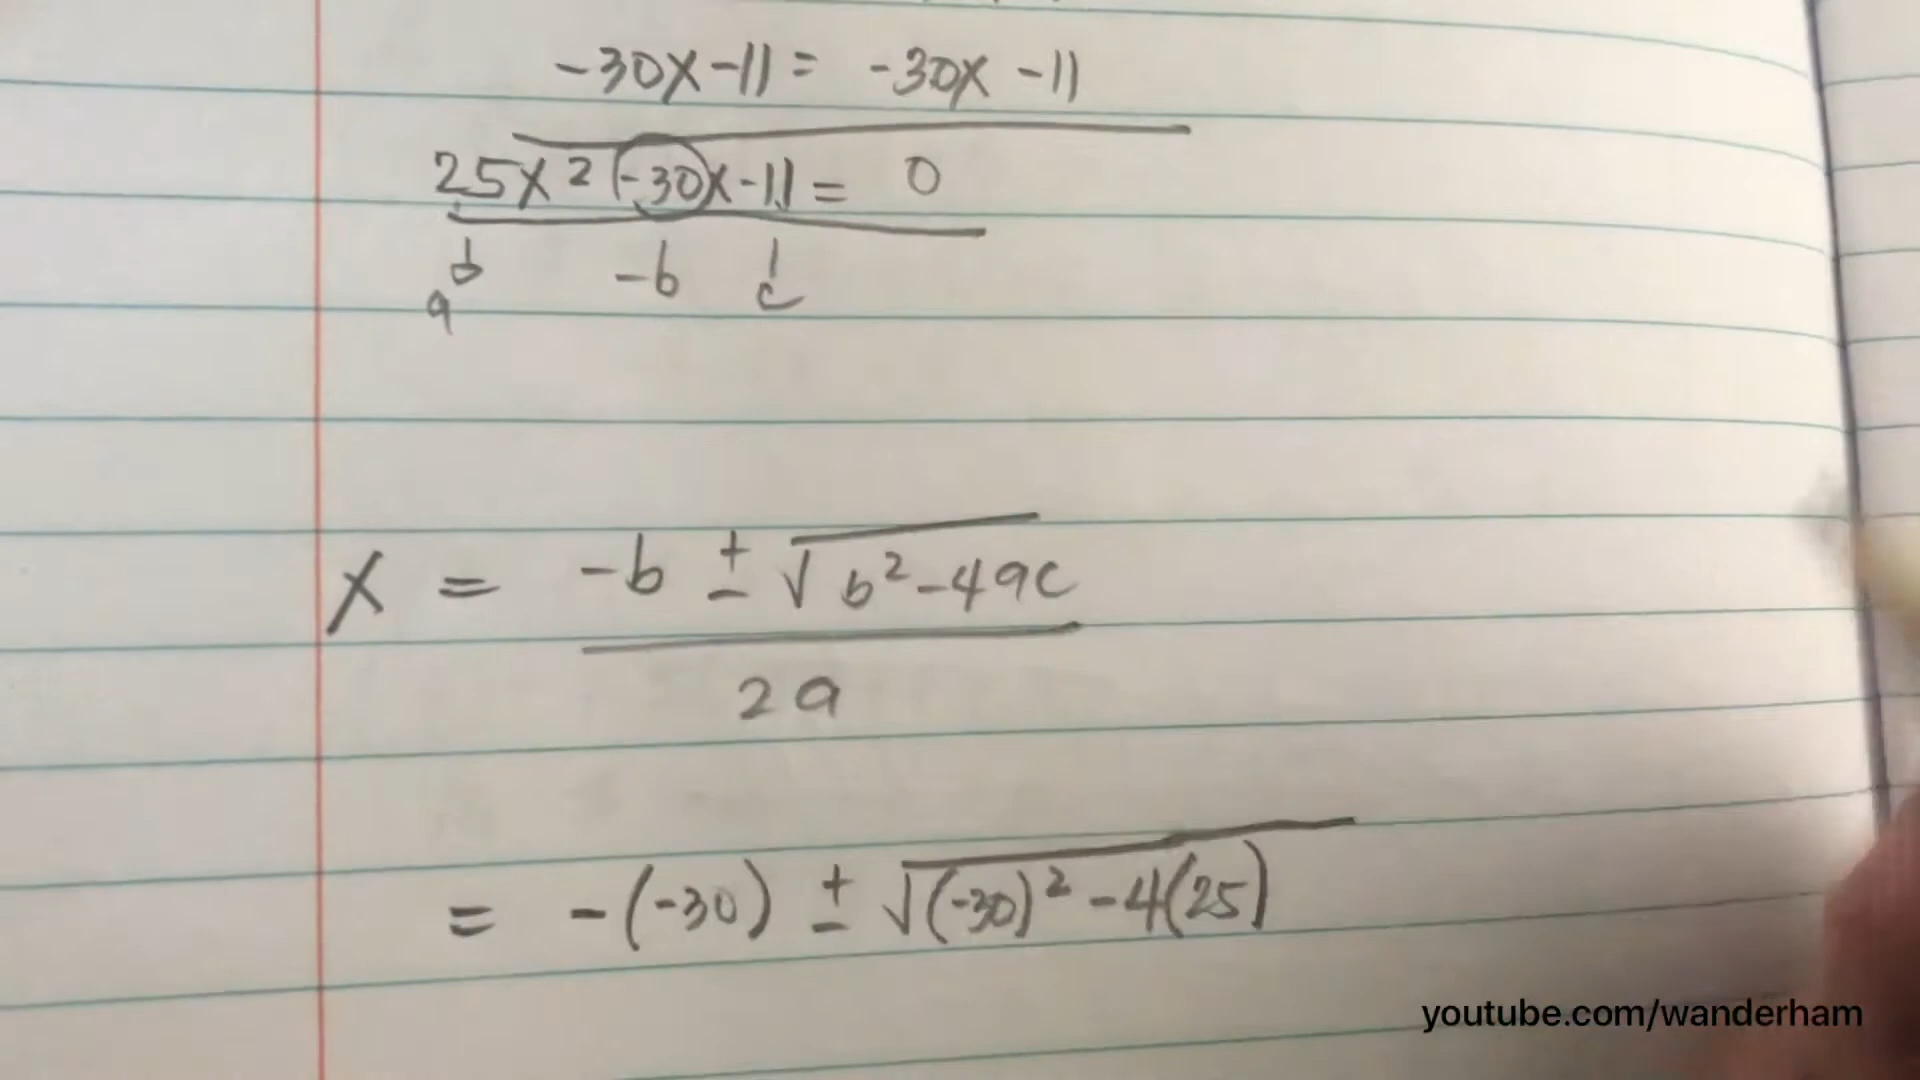 -30x-11 = -30x -11
25x²-30x-11 = 0
a -b c
x = -b ± √b²-4ac
2a
= -(-30) ± √(-30)² -4(25)
youtube.com/wanderham